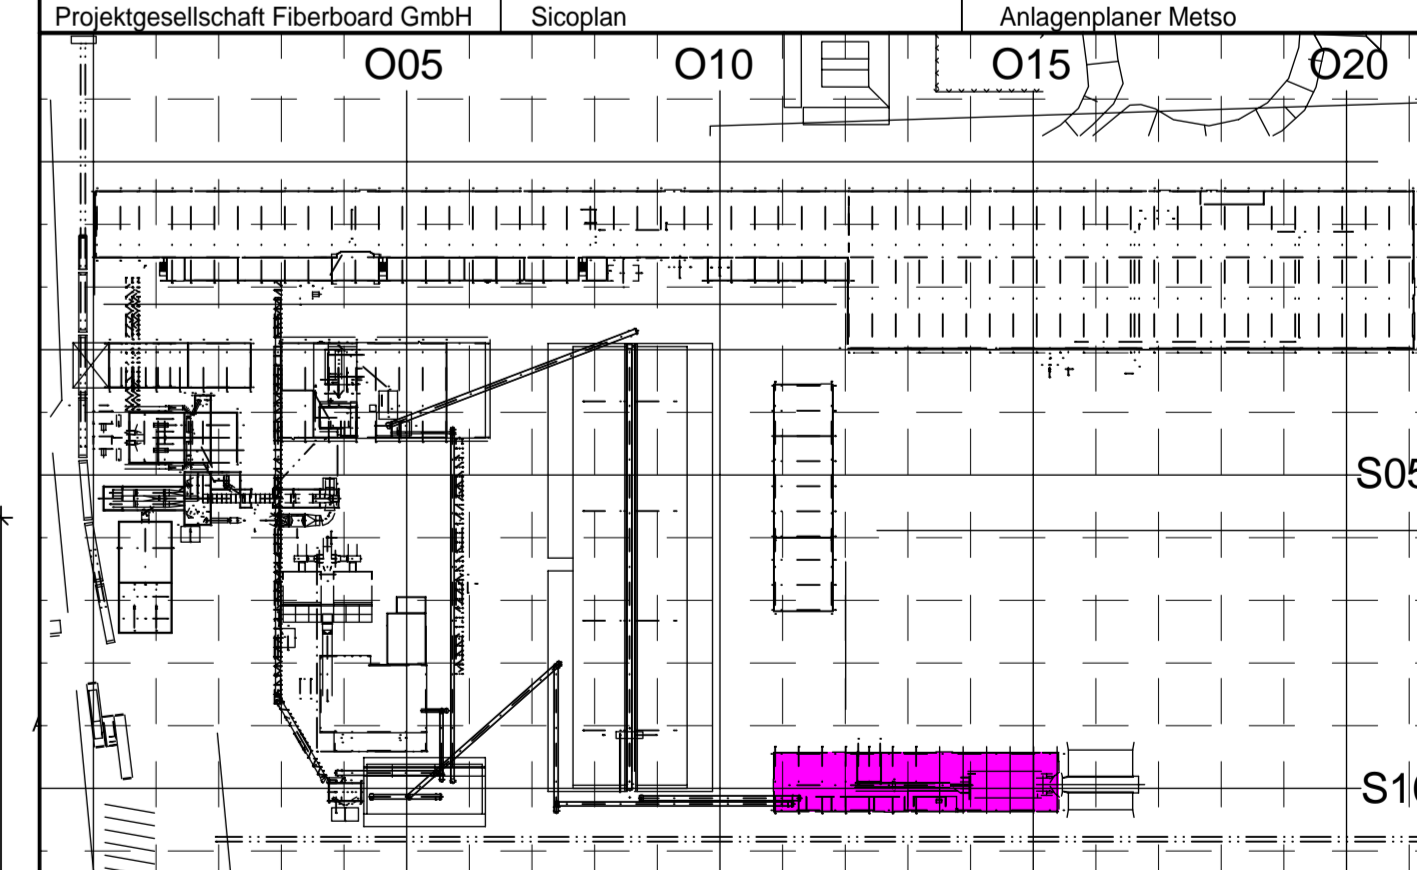 Projektgesellschaft Fiberboard GmbH Sicoplan Anlagenplaner Metso
O05 O10 O15 O20
S05
S10